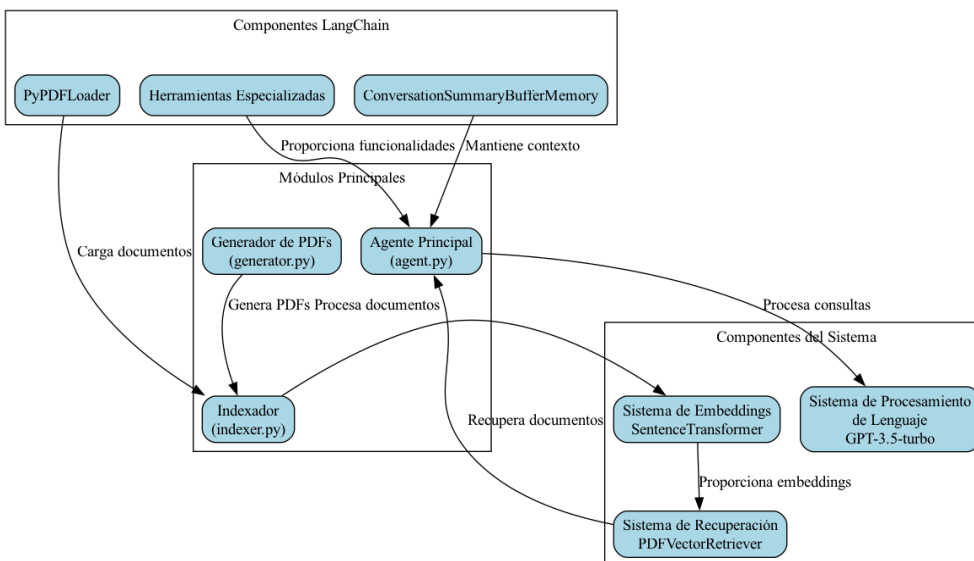 Componentes LangChain
PyPDFLoader
Herramientas Especializadas
ConversationSummaryBufferMemory
Proporciona funcionalidades
Mantiene contexto
Módulos Principales
Generador de PDFs
(generator.py)
Agente Principal
(agent.py)
Carga documentos
Genera PDFs
Procesa documentos
Procesa consultas
Componentes del Sistema
Indexador
(indexer.py)
Recupera documentos
Sistema de Embeddings
SentenceTransformer
Sistema de Procesamiento
de Lenguaje
GPT-3.5-turbo
Proporciona embeddings
Sistema de Recuperación
PDFVectorRetriever